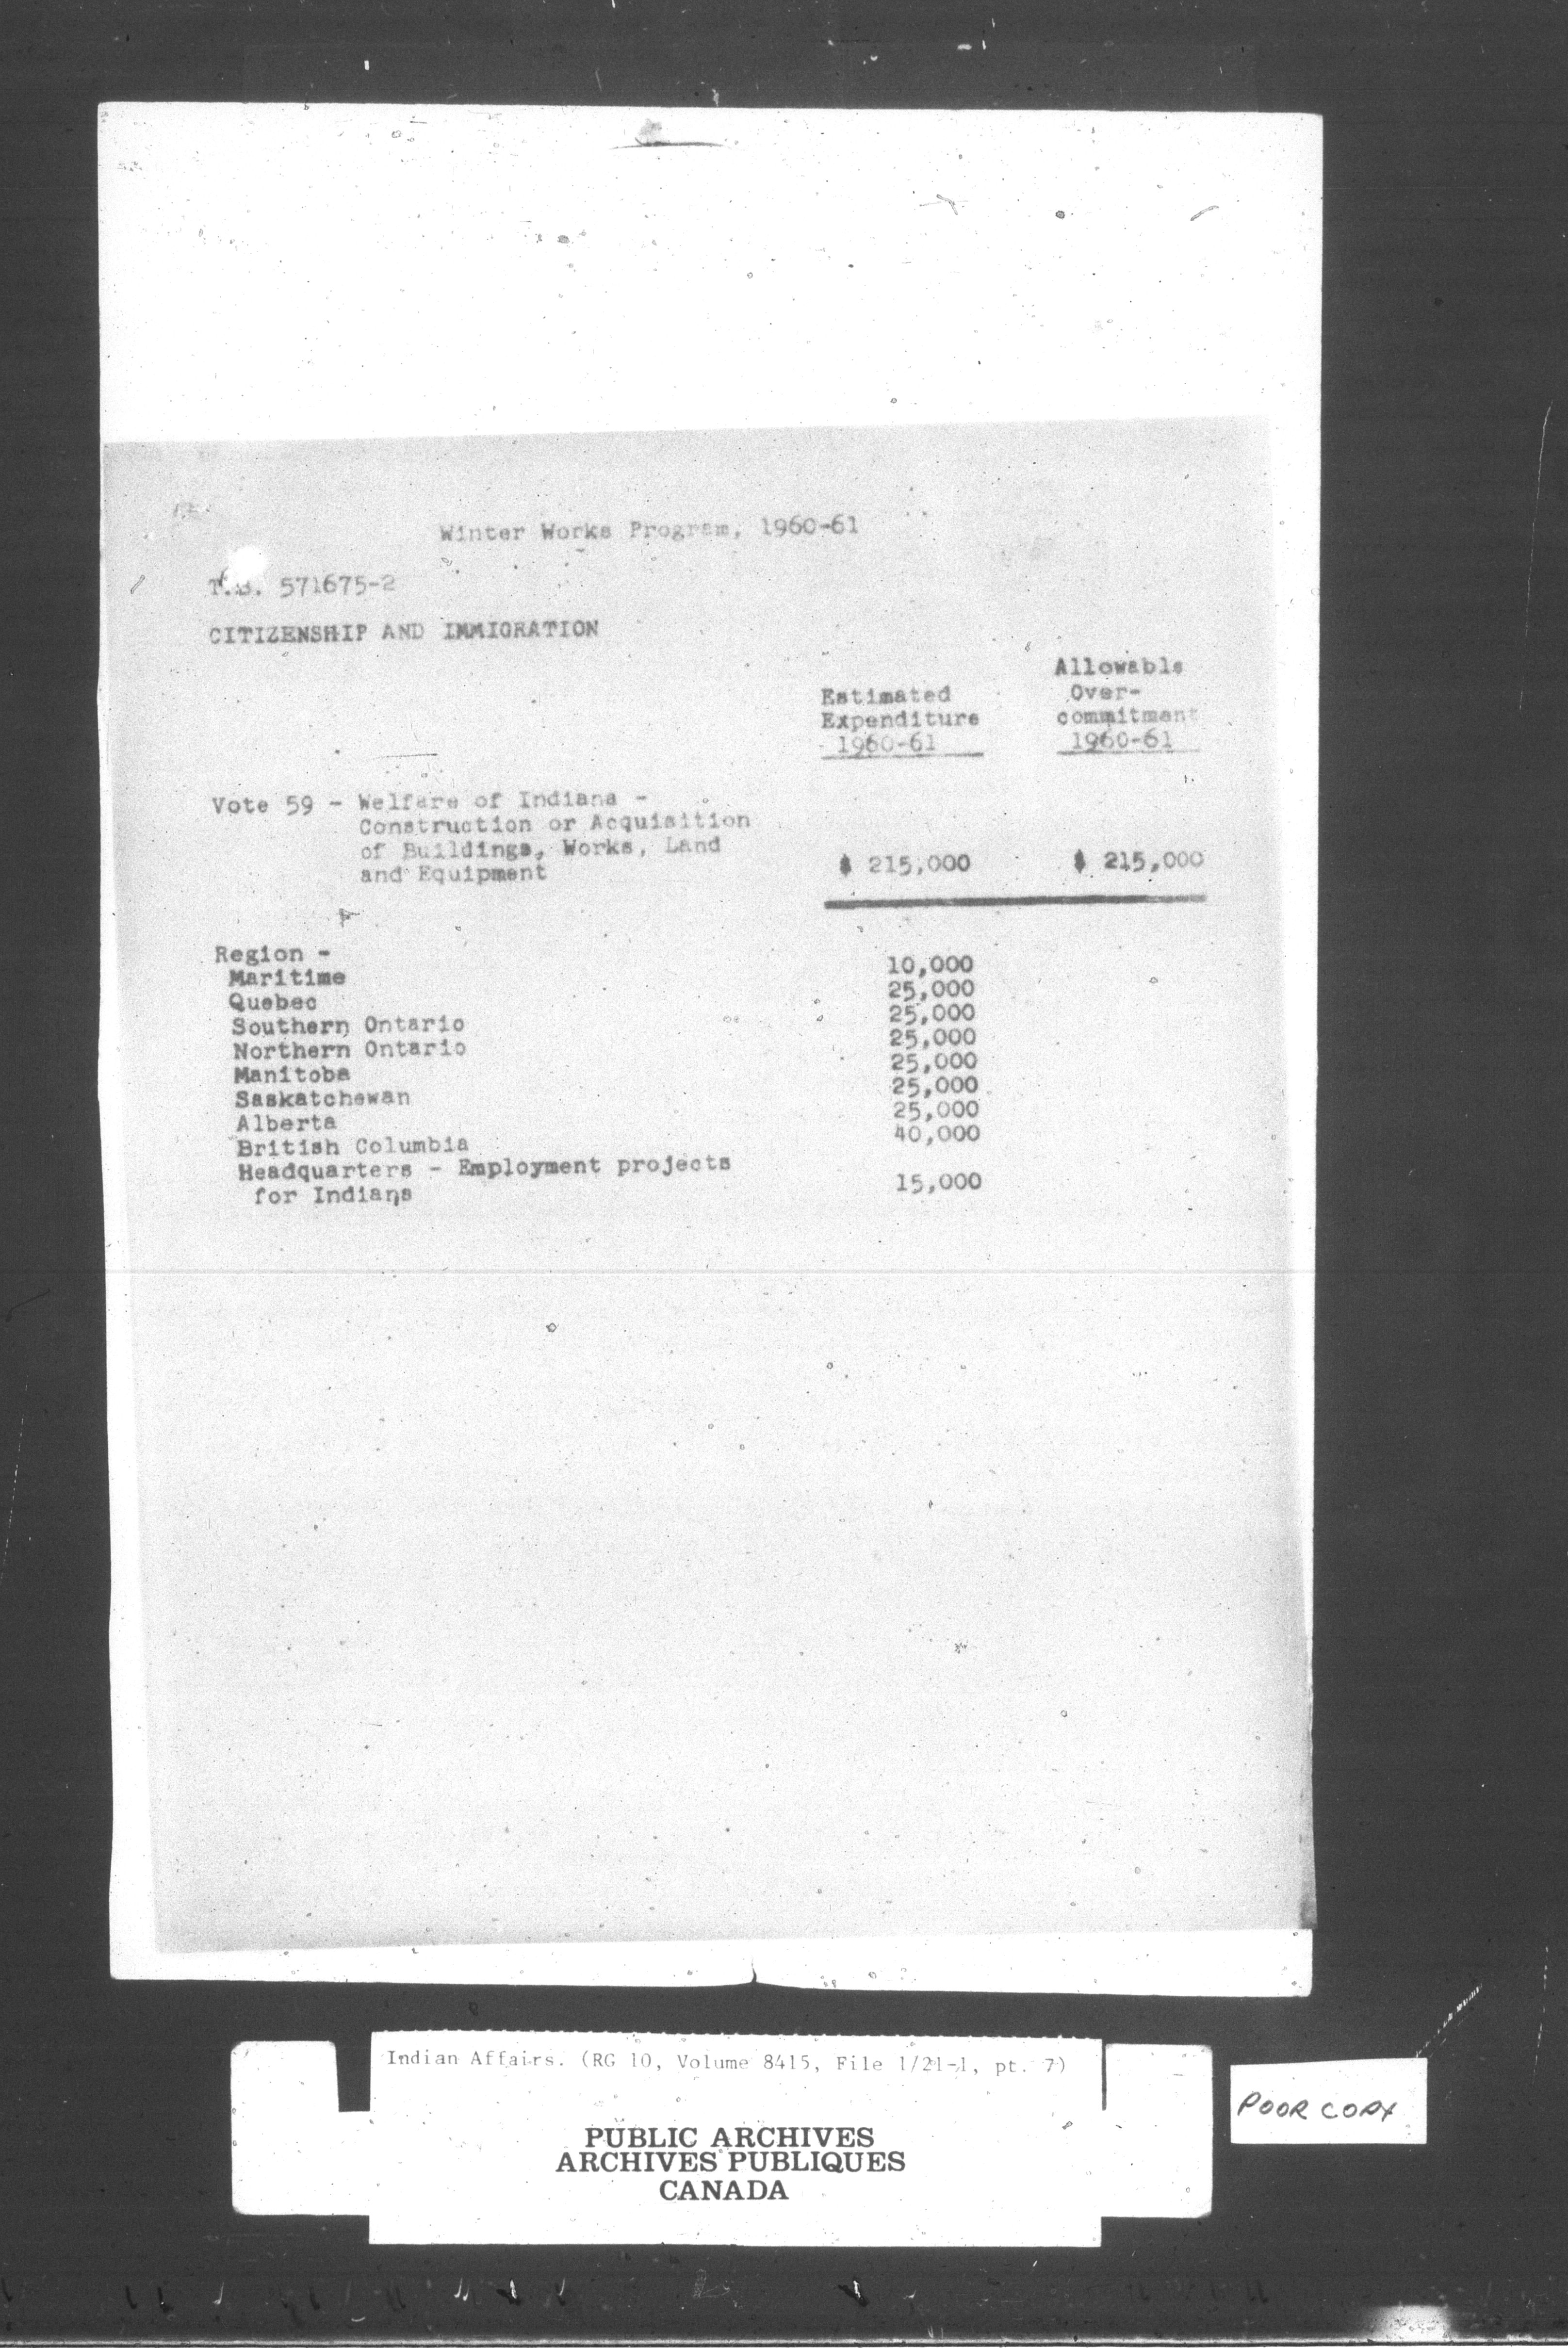 Winter Works Program, 1960-61
T.B. 571675-2
CITIZENSHIP AND IMMIGRATION
Estimated
Expenditure
1960-61
Allowable
Over-
commitment
1960-61
Vote 59 - Welfare of Indians -
Construction or Acquisition
of Buildings, Works, Land
and Equipment $ 215,000 $ 215,000
Region -
Maritime 10,000
Quebec 25,000
Southern Ontario 25,000
Northern Ontario 25,000
Manitoba 25,000
Saskatchewan 25,000
Alberta 25,000
British Columbia 40,000
Headquarters - Employment projects
for Indians 15,000
Indian Affairs. (RG 10, Volume 8415, File 1/21-1, pt. 7)
PUBLIC ARCHIVES
ARCHIVES PUBLIQUES
CANADA
POOR COPY